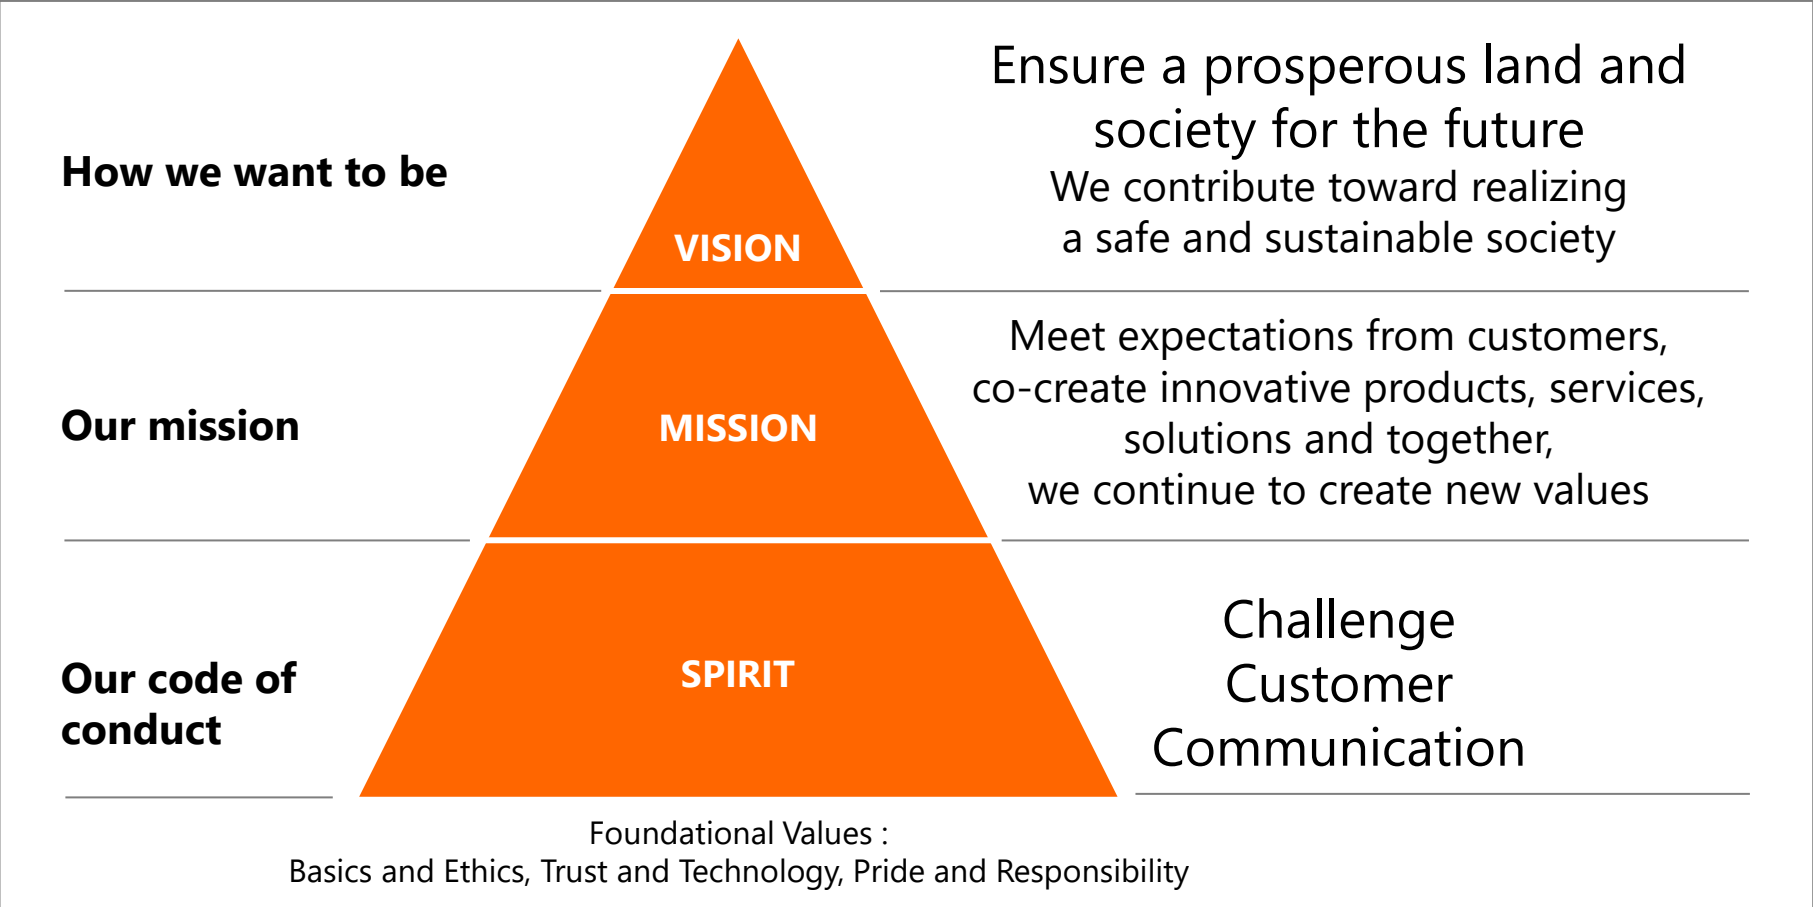 How we want to be
VISION
Ensure a prosperous land and
society for the future
We contribute toward realizing
a safe and sustainable society
Our mission
MISSION
Meet expectations from customers,
co-create innovative products, services,
solutions and together,
we continue to create new values
Our code of
conduct
SPIRIT
Challenge
Customer
Communication
Foundational Values :
Basics and Ethics, Trust and Technology, Pride and Responsibility